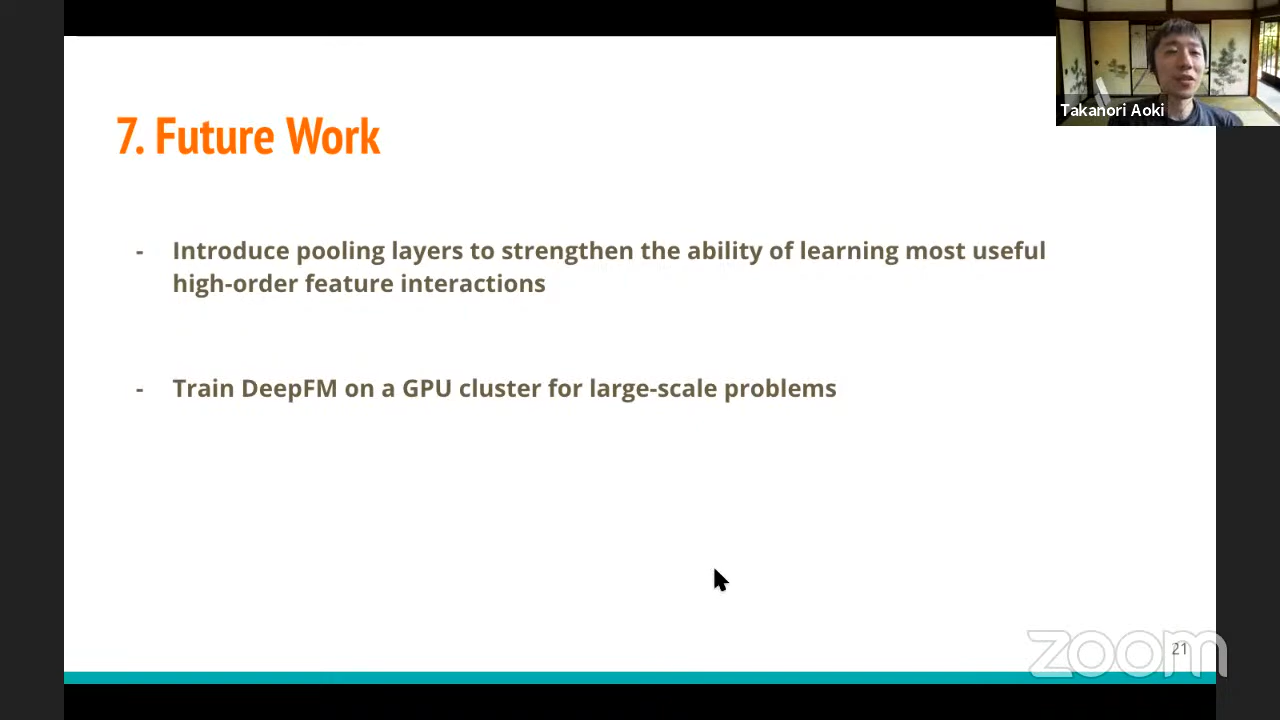 Takanori Aoki
7. Future Work
- Introduce pooling layers to strengthen the ability of learning most useful
high-order feature interactions
- Train DeepFM on a GPU cluster for large-scale problems
21
zoom